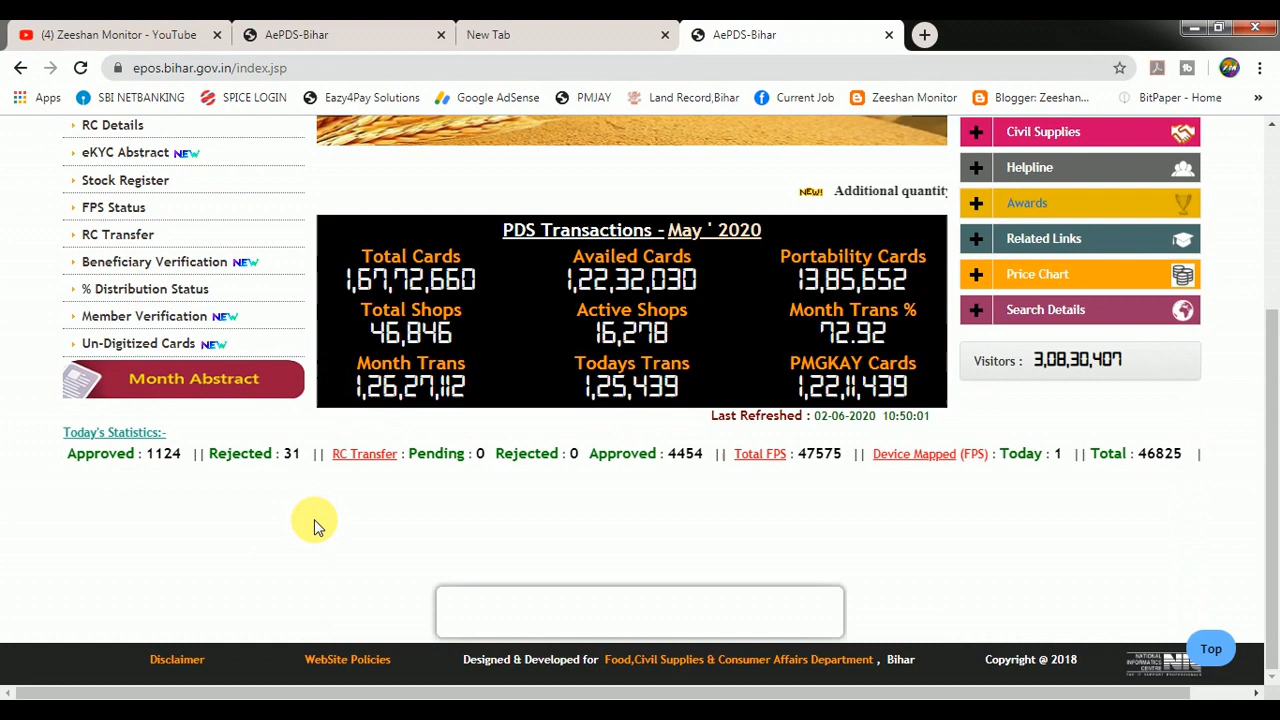 (4) Zeeshan Monitor - YouTube
AePDS-Bihar
New Tab
AePDS-Bihar
epos.bihar.gov.in/index.jsp
Apps
SBI NETBANKING
SPICE LOGIN
Eazy4Pay Solutions
Google AdSense
PMJAY
Land Record,Bihar
Current Job
Zeeshan Monitor
Blogger: Zeeshan...
BitPaper - Home
RC Details
eKYC Abstract NEW
Stock Register
FPS Status
RC Transfer
Beneficiary Verification NEW
% Distribution Status
Member Verification NEW
Un-Digitized Cards NEW
Month Abstract
NEW! Additional quantity
PDS Transactions - May ' 2020
Total Cards Availed Cards Portability Cards
1,67,72,660 1,22,32,030 13,85,652
Total Shops Active Shops Month Trans %
46,846 16,278 72.92
Month Trans Todays Trans PMGKAY Cards
1,26,27,112 1,25,439 1,22,11,439
Last Refreshed : 02-06-2020 10:50:01
Civil Supplies
Helpline
Awards
Related Links
Price Chart
Search Details
Visitors : 3,08,30,407
Today's Statistics:-
Approved : 1124 || Rejected : 31 || RC Transfer : Pending : 0 Rejected : 0 Approved : 4454 || Total FPS : 47575 || Device Mapped (FPS) : Today : 1 || Total : 46825 |
Top
Disclaimer WebSite Policies Designed & Developed for Food,Civil Supplies & Consumer Affairs Department , Bihar Copyright @ 2018
NATIONAL
INFORMATICS
CENTRE